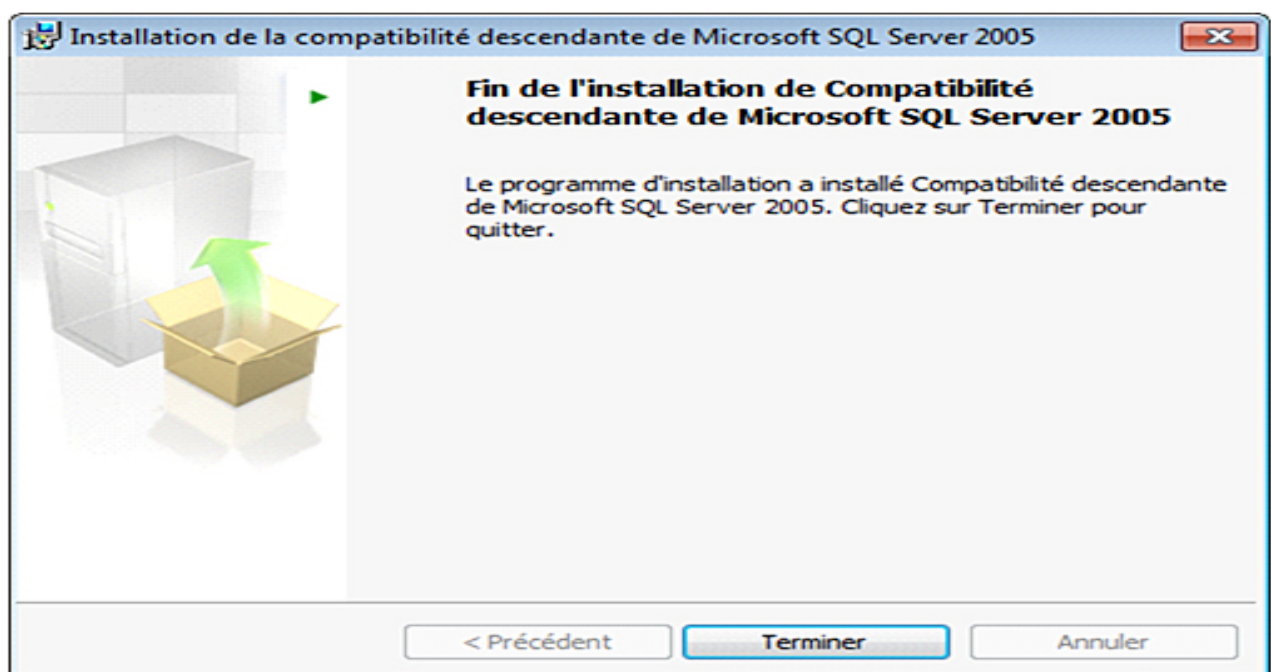 Installation de la compatibilité descendante de Microsoft SQL Server 2005
Fin de l'installation de Compatibilité
descendante de Microsoft SQL Server 2005
Le programme d'installation a installé Compatibilité descendante
de Microsoft SQL Server 2005. Cliquez sur Terminer pour
quitter.
< Précédent
Terminer
Annuler